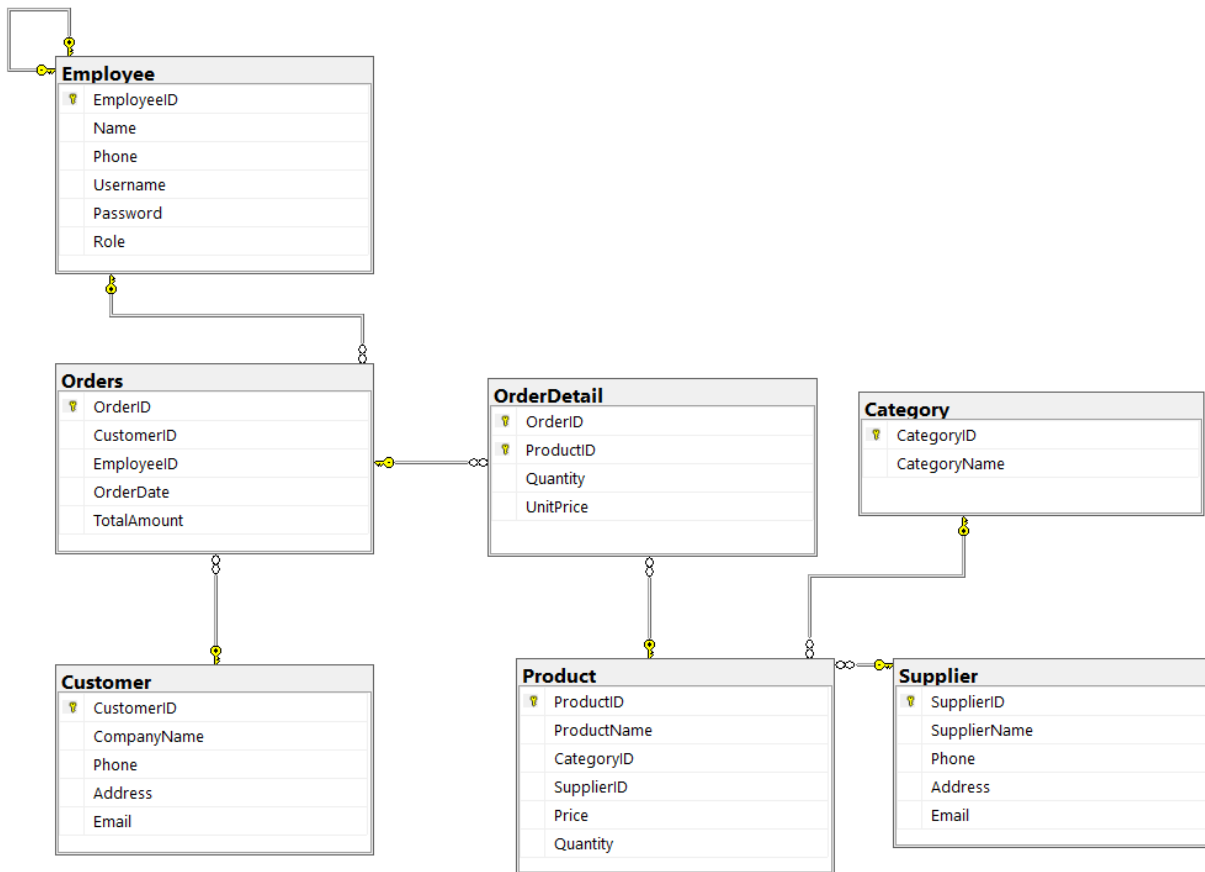 Employee
EmployeeID
Name
Phone
Username
Password
Role
Orders
OrderID
CustomerID
EmployeeID
OrderDate
TotalAmount
OrderDetail
OrderID
ProductID
Quantity
UnitPrice
Category
CategoryID
CategoryName
Customer
CustomerID
CompanyName
Phone
Address
Email
Product
ProductID
ProductName
CategoryID
SupplierID
Price
Quantity
Supplier
SupplierID
SupplierName
Phone
Address
Email